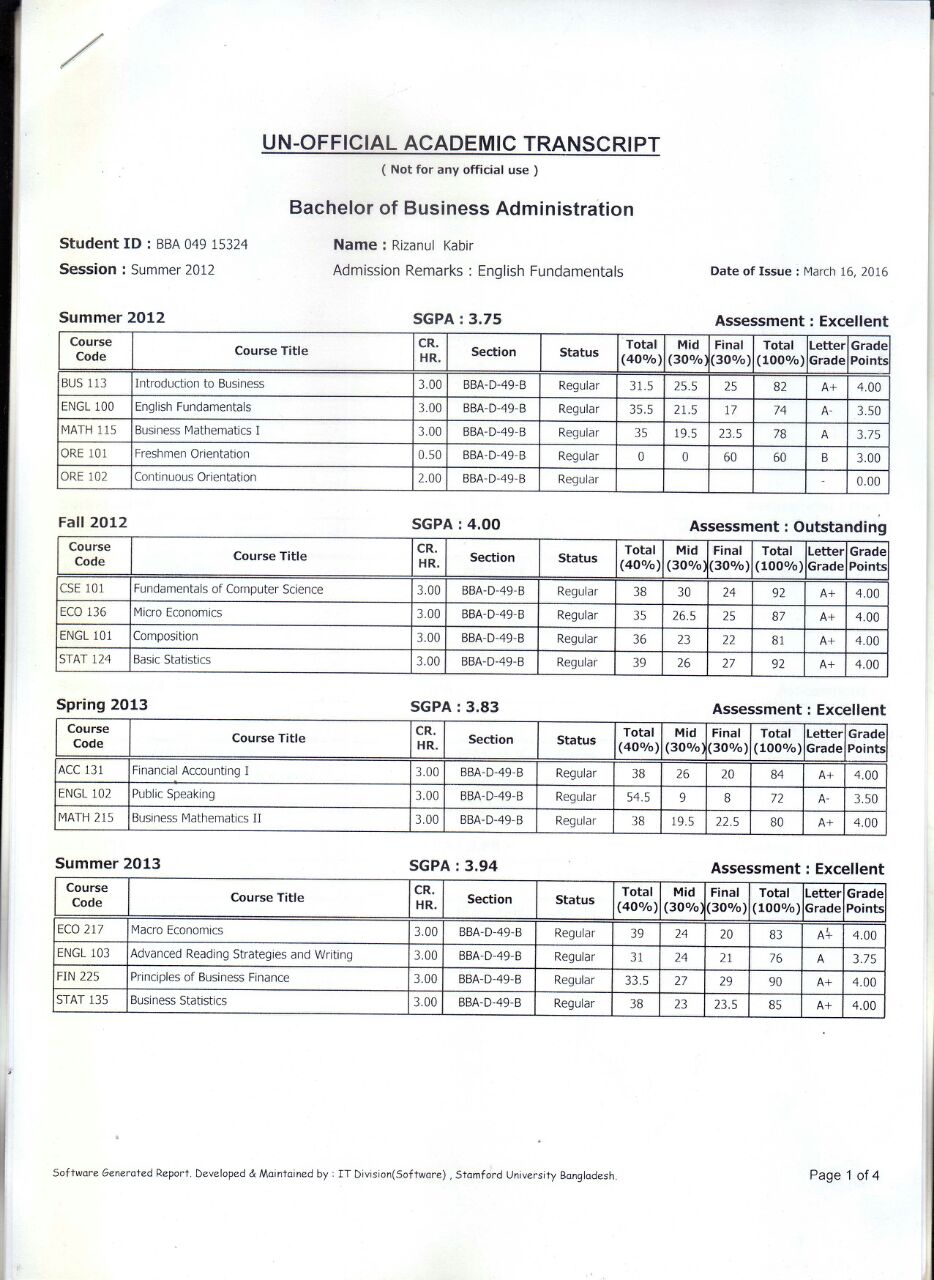 UN-OFFICIAL ACADEMIC TRANSCRIPT
( Not for any official use )
Bachelor of Business Administration
Student ID : BBA 049 15324 Name : Rizanul Kabir
Session : Summer 2012 Admission Remarks : English Fundamentals Date of Issue : March 16, 2016
Summer 2012 SGPA : 3.75 Assessment : Excellent
Course Code Course Title CR. HR. Section Status Total (40%) Mid (30%) Final (30%) Total (100%) Letter Grade Grade Points
BUS 113 Introduction to Business 3.00 BBA-D-49-B Regular 31.5 25.5 25 82 A+ 4.00
ENGL 100 English Fundamentals 3.00 BBA-D-49-B Regular 35.5 21.5 17 74 A- 3.50
MATH 115 Business Mathematics I 3.00 BBA-D-49-B Regular 35 19.5 23.5 78 A 3.75
ORE 101 Freshmen Orientation 0.50 BBA-D-49-B Regular 0 0 60 60 B 3.00
ORE 102 Continuous Orientation 2.00 BBA-D-49-B Regular - 0.00
Fall 2012 SGPA : 4.00 Assessment : Outstanding
Course Code Course Title CR. HR. Section Status Total (40%) Mid (30%) Final (30%) Total (100%) Letter Grade Grade Points
CSE 101 Fundamentals of Computer Science 3.00 BBA-D-49-B Regular 38 30 24 92 A+ 4.00
ECO 136 Micro Economics 3.00 BBA-D-49-B Regular 35 26.5 25 87 A+ 4.00
ENGL 101 Composition 3.00 BBA-D-49-B Regular 36 23 22 81 A+ 4.00
STAT 124 Basic Statistics 3.00 BBA-D-49-B Regular 39 26 27 92 A+ 4.00
Spring 2013 SGPA : 3.83 Assessment : Excellent
Course Code Course Title CR. HR. Section Status Total (40%) Mid (30%) Final (30%) Total (100%) Letter Grade Grade Points
ACC 131 Financial Accounting I 3.00 BBA-D-49-B Regular 38 26 20 84 A+ 4.00
ENGL 102 Public Speaking 3.00 BBA-D-49-B Regular 54.5 9 8 72 A- 3.50
MATH 215 Business Mathematics II 3.00 BBA-D-49-B Regular 38 19.5 22.5 80 A+ 4.00
Summer 2013 SGPA : 3.94 Assessment : Excellent
Course Code Course Title CR. HR. Section Status Total (40%) Mid (30%) Final (30%) Total (100%) Letter Grade Grade Points
ECO 217 Macro Economics 3.00 BBA-D-49-B Regular 39 24 20 83 A+ 4.00
ENGL 103 Advanced Reading Strategies and Writing 3.00 BBA-D-49-B Regular 31 24 21 76 A 3.75
FIN 225 Principles of Business Finance 3.00 BBA-D-49-B Regular 33.5 27 29 90 A+ 4.00
STAT 135 Business Statistics 3.00 BBA-D-49-B Regular 38 23 23.5 85 A+ 4.00
Software Generated Report. Developed & Maintained by : IT Division(Software) , Stamford University Bangladesh. Page 1 of 4